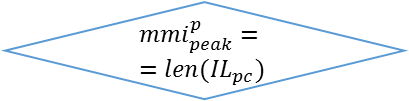 mmi^p_peak =
= len(IL_pc)